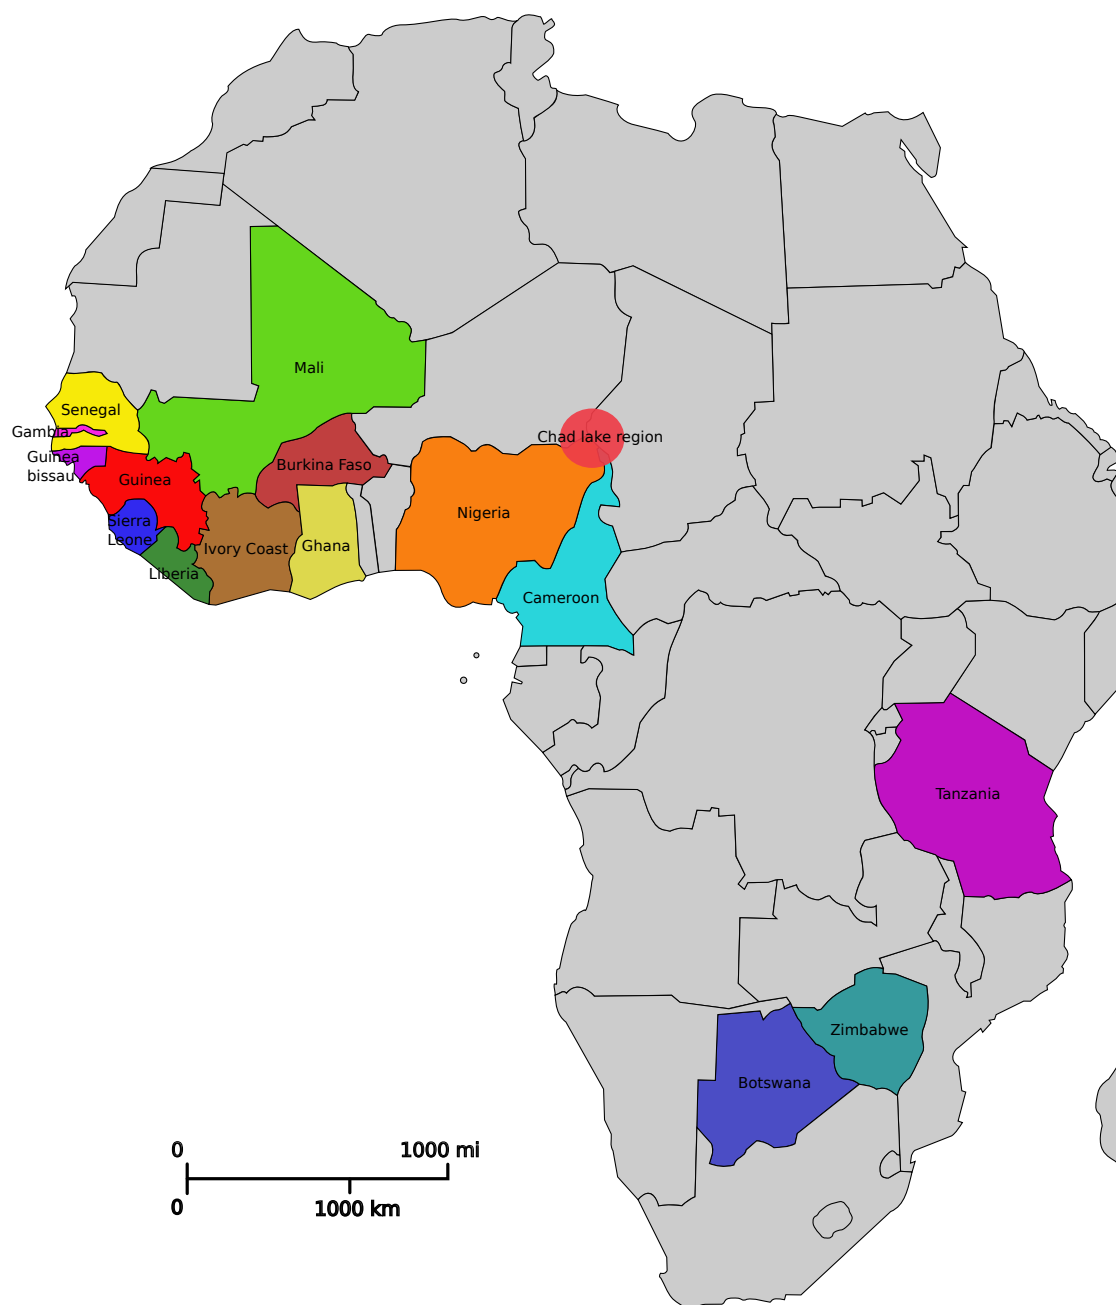 Mali
Senegal
Gambia
Chad lake region
Guinea
bissau
Burkina Faso
Guinea
Nigeria
Sierra
Leone
Ivory Coast
Ghana
Liberia
Cameroon
Tanzania
Zimbabwe
Botswana
0
1000 mi
0
1000 km